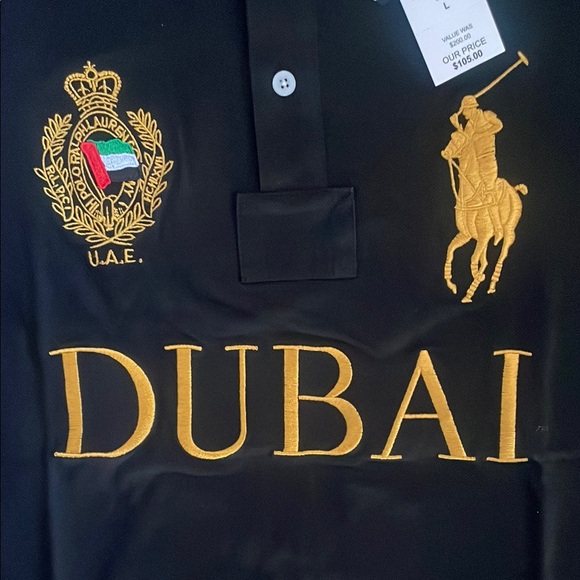 L
VALUE WAS
$200.00
OUR PRICE
$105.00
RALPH LAUREN
POLO
U.A.E.
DUBAI